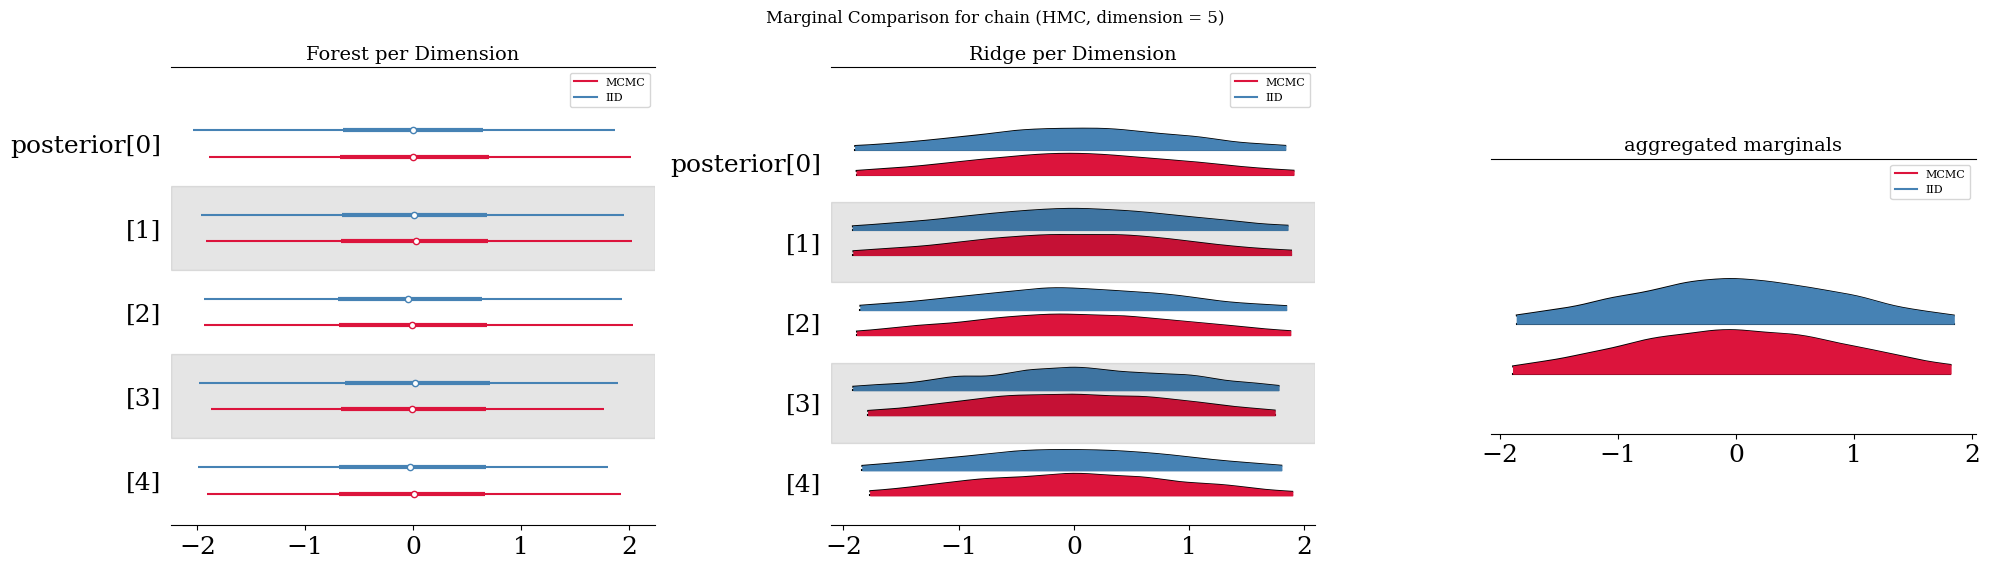 Marginal Comparison for chain (HMC, dimension = 5)
Forest per Dimension
MCMC
IID
posterior[0]
[1]
[2]
[3]
[4]
−2 −1 0 1 2
Ridge per Dimension
MCMC
IID
posterior[0]
[1]
[2]
[3]
[4]
−2 −1 0 1 2
aggregated marginals
MCMC
IID
−2 −1 0 1 2